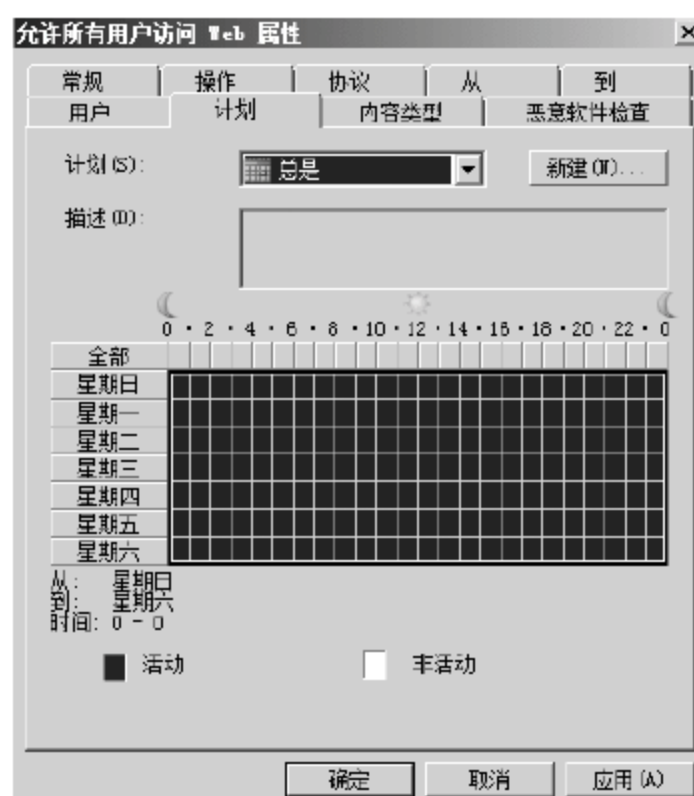 允许所有用户访问 Web 属性
常规 操作 协议 从 到
用户 计划 内容类型 恶意软件检查
计划(S): 总是 新建(W)...
描述(D):
0 · 2 · 4 · 6 · 8 · 10 · 12 · 14 · 16 · 18 · 20 · 22 · 0
全部
星期日
星期一
星期二
星期三
星期四
星期五
星期六
从: 星期日
到: 星期六
时间: 0 - 0
活动 非活动
确定 取消 应用(A)